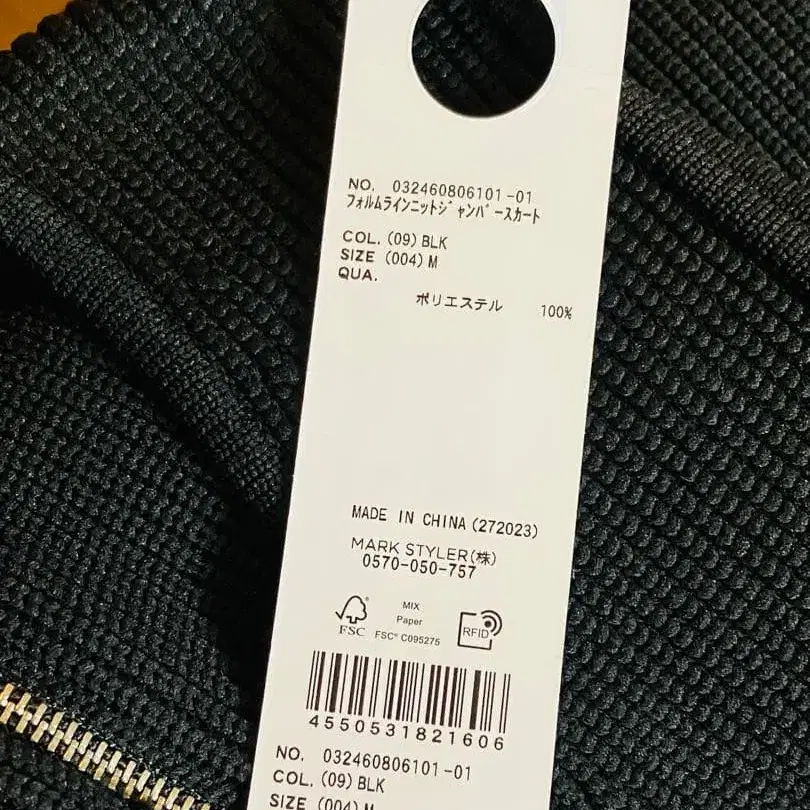 NO. 032460806101-01
フォルムラインニットジャンパースカート
COL. (09) BLK
SIZE (004) M
QUA.
ポリエステル 100%
MADE IN CHINA (272023)
MARK STYLER(株)
0570-050-757
MIX
Paper
FSC FSC® C095275
RFID
4550531821606
NO. 032460806101-01
COL. (09) BLK
SIZE (004) M